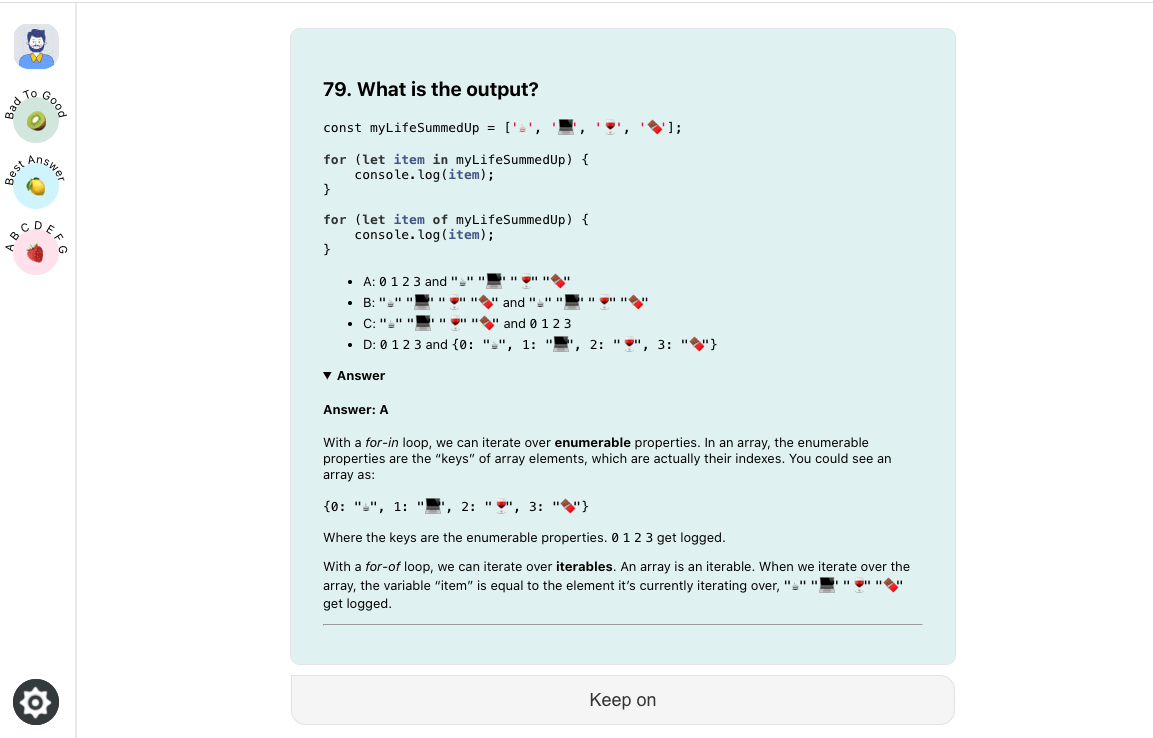 Bad To Good
Best Answer
A B C D E F G
79. What is the output?
const myLifeSummedUp = ['☕', '💻', '🍷', '🍫'];
for (let item in myLifeSummedUp) {
    console.log(item);
}
for (let item of myLifeSummedUp) {
    console.log(item);
}
• A: 0 1 2 3 and "☕" "💻" "🍷" "🍫"
• B: "☕" "💻" "🍷" "🍫" and "☕" "💻" "🍷" "🍫"
• C: "☕" "💻" "🍷" "🍫" and 0 1 2 3
• D: 0 1 2 3 and {0: "☕", 1: "💻", 2: "🍷", 3: "🍫"}
▼ Answer
Answer: A
With a for-in loop, we can iterate over enumerable properties. In an array, the enumerable
properties are the “keys” of array elements, which are actually their indexes. You could see an
array as:
{0: "☕", 1: "💻", 2: "🍷", 3: "🍫"}
Where the keys are the enumerable properties. 0 1 2 3 get logged.
With a for-of loop, we can iterate over iterables. An array is an iterable. When we iterate over the
array, the variable “item” is equal to the element it’s currently iterating over, "☕" "💻" "🍷" "🍫"
get logged.
Keep on